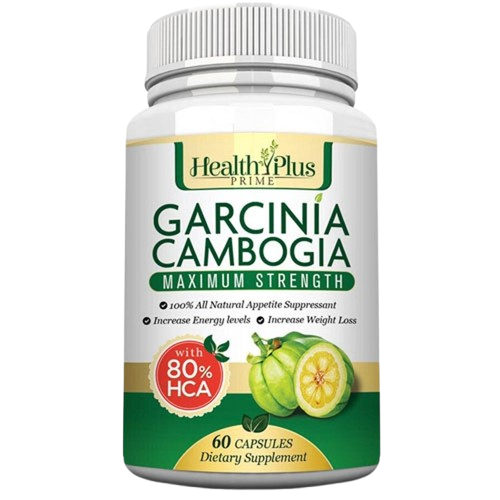 Healthy Plus
PRIME
GARCINIA
CAMBOGIA
MAXIMUM STRENGTH
100% All Natural Appetite Suppressant
Increase Energy levels Increase Weight Loss
with
80%
HCA
60 CAPSULES
Dietary Supplement